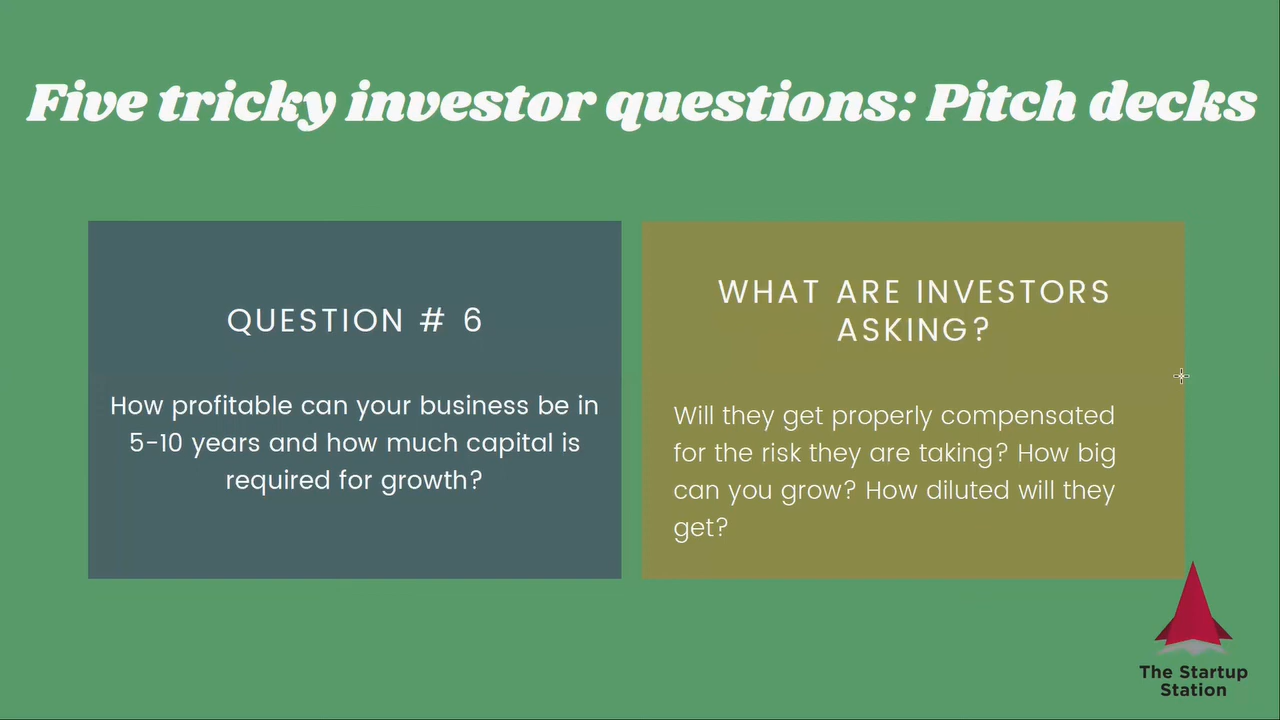 Five tricky investor questions: Pitch decks
QUESTION # 6
How profitable can your business be in
5-10 years and how much capital is
required for growth?
WHAT ARE INVESTORS
ASKING?
Will they get properly compensated
for the risk they are taking? How big
can you grow? How diluted will they
get?
The Startup
Station